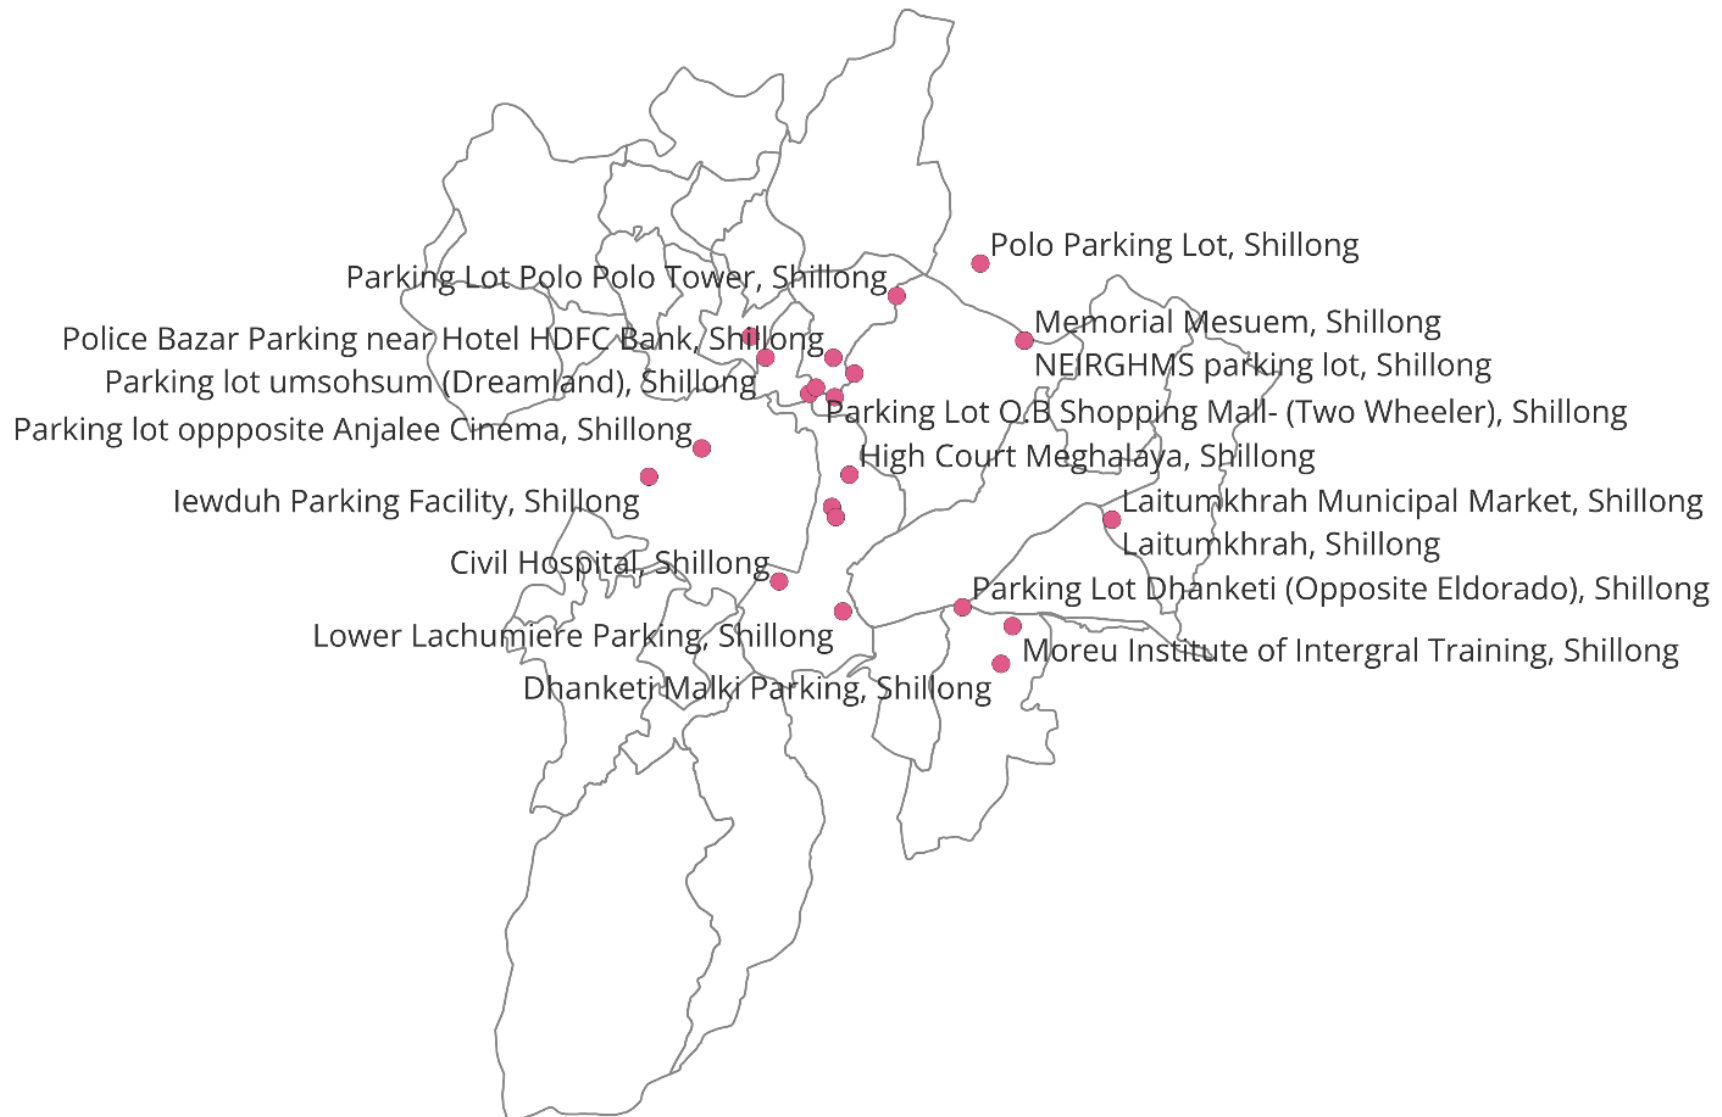 Polo Parking Lot, Shillong
Parking Lot Polo Polo Tower, Shillong
Memorial Mesuem, Shillong
Police Bazar Parking near Hotel HDFC Bank, Shillong
NEIRGHMS parking lot, Shillong
Parking lot umsohsum (Dreamland), Shillong
Parking Lot O.B Shopping Mall- (Two Wheeler), Shillong
Parking lot oppposite Anjalee Cinema, Shillong
High Court Meghalaya, Shillong
Iewduh Parking Facility, Shillong
Laitumkhrah Municipal Market, Shillong
Laitumkhrah, Shillong
Civil Hospital, Shillong
Parking Lot Dhanketi (Opposite Eldorado), Shillong
Lower Lachumiere Parking, Shillong
Moreu Institute of Intergral Training, Shillong
Dhanketi Malki Parking, Shillong